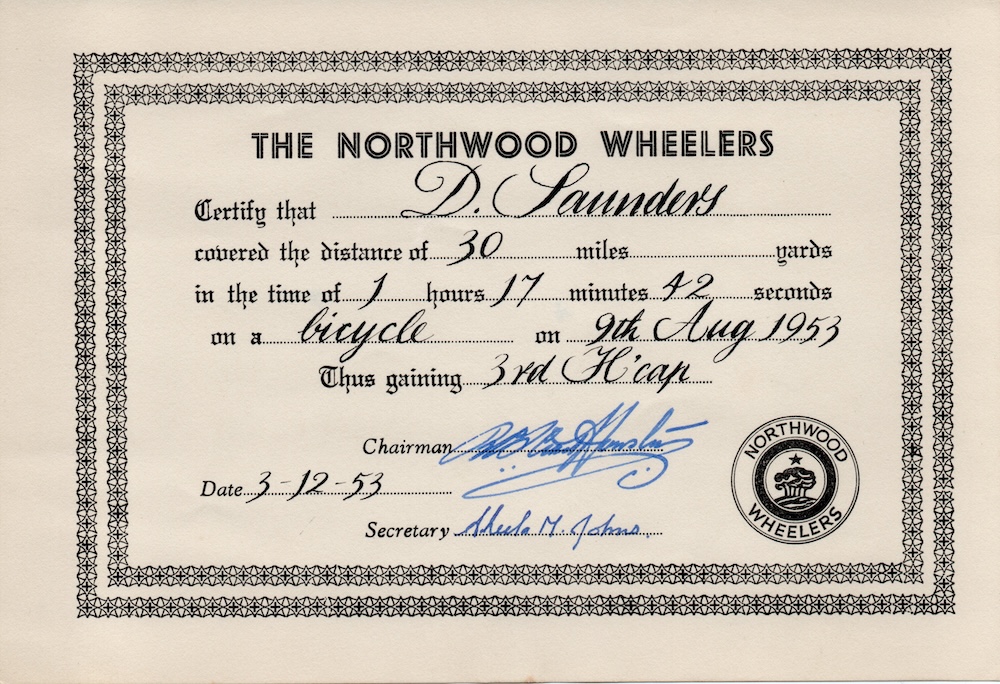 THE NORTHWOOD WHEELERS
Certify that D. Saunders
covered the distance of 30 miles yards
in the time of 1 hours 17 minutes 42 seconds
on a bicycle on 9th Aug 1953
Thus gaining 3rd H'cap
Chairman
Date 3-12-53
Secretary Sheila M. Johns.
NORTHWOOD
WHEELERS